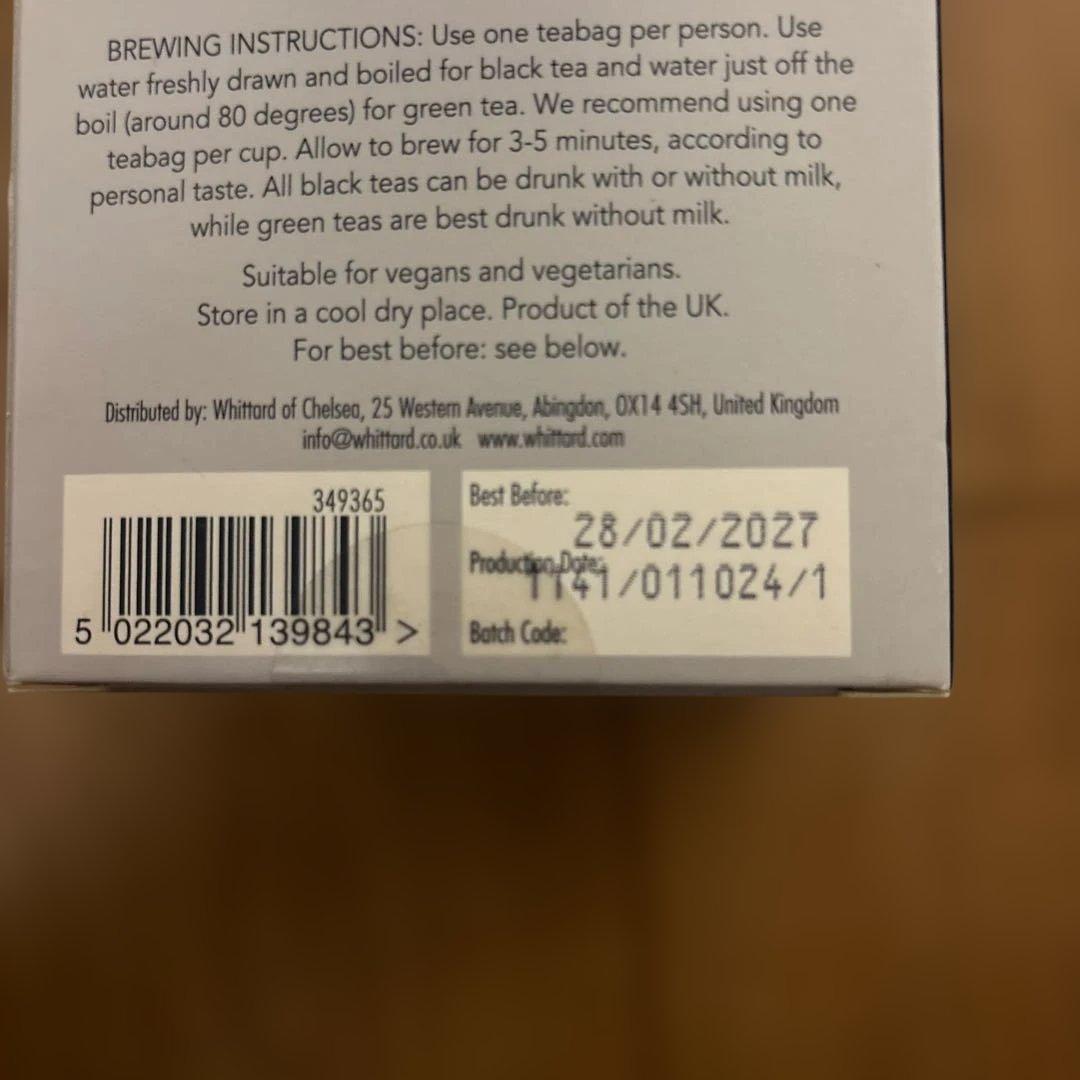 BREWING INSTRUCTIONS: Use one teabag per person. Use
water freshly drawn and boiled for black tea and water just off the
boil (around 80 degrees) for green tea. We recommend using one
teabag per cup. Allow to brew for 3-5 minutes, according to
personal taste. All black teas can be drunk with or without milk,
while green teas are best drunk without milk.
Suitable for vegans and vegetarians.
Store in a cool dry place. Product of the UK.
For best before: see below.
Distributed by: Whittard of Chelsea, 25 Western Avenue, Abingdon, OX14 4SH, United Kingdom
info@whittard.co.uk www.whittard.com
349365
5 022032 139843 >
Best Before:
28/02/2027
Production Date:
1141/011024/1
Batch Code: